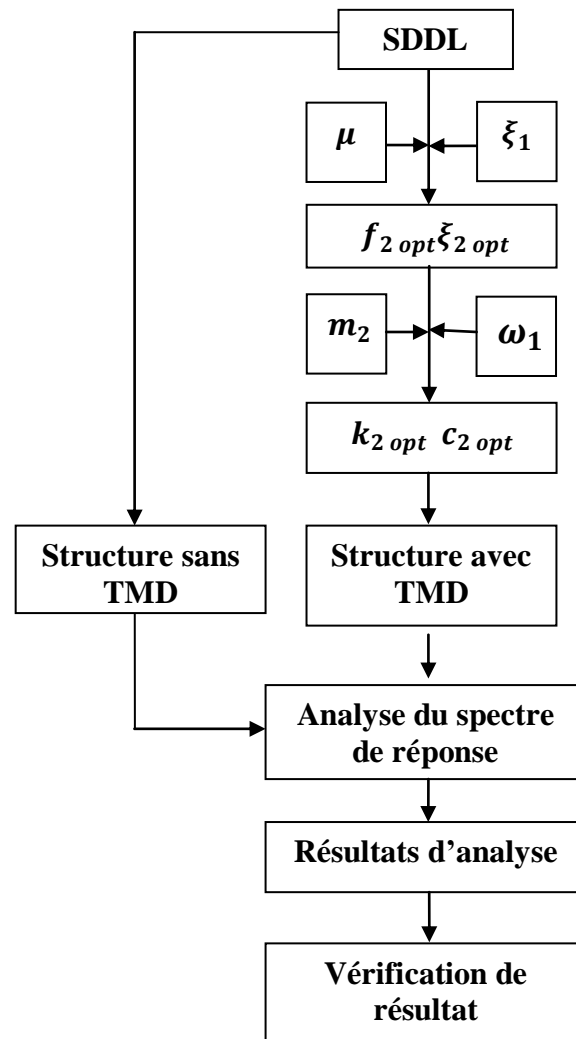 SDDL
μ
ξ₁
f₂ ₒₚₜ ξ₂ ₒₚₜ
m₂
ω₁
k₂ ₒₚₜ c₂ ₒₚₜ
Structure sans
TMD
Structure avec
TMD
Analyse du spectre
de réponse
Résultats d’analyse
Vérification de
résultat